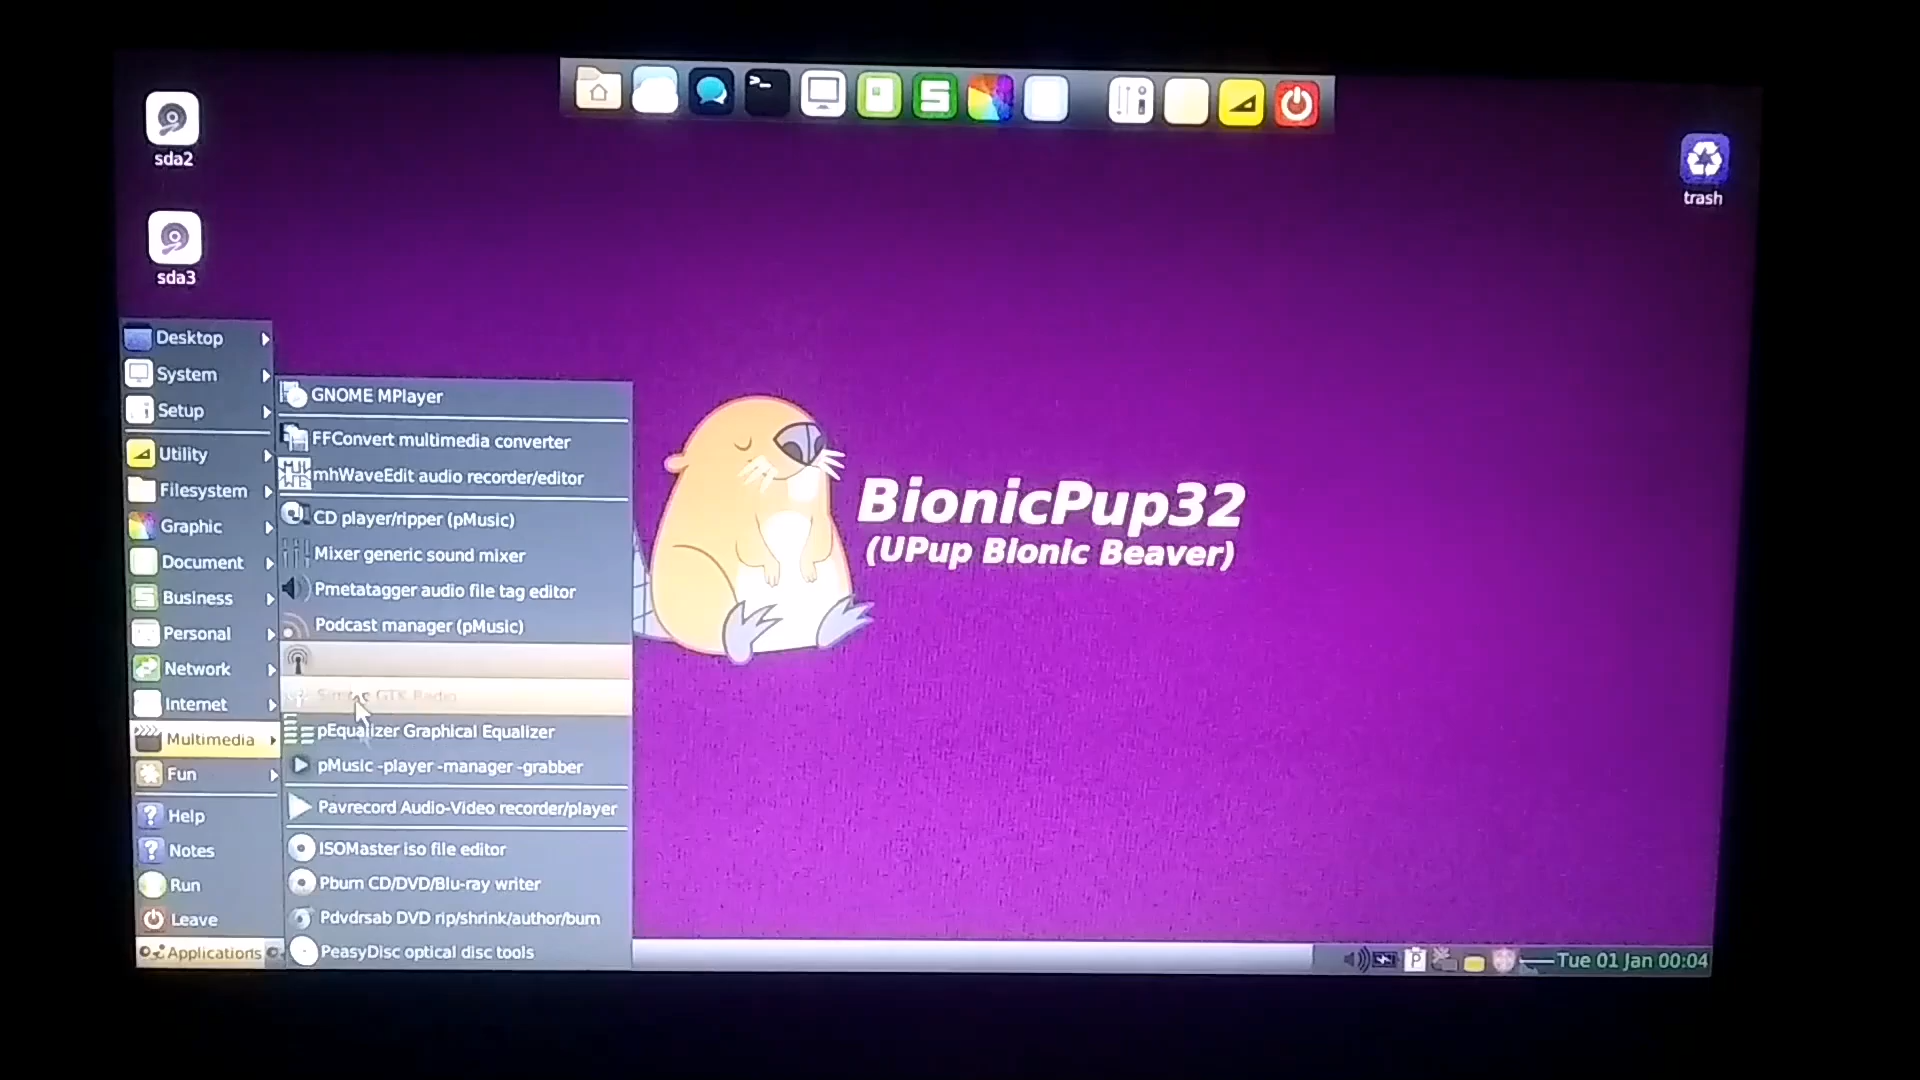 >-
S
sda2
trash
sda3
Desktop
System
Setup
Utility
Filesystem
Graphic
Document
Business
Personal
Network
Internet
Multimedia
Fun
Help
Notes
Run
Leave
Applications
GNOME MPlayer
FFConvert multimedia converter
mhWaveEdit audio recorder/editor
CD player/ripper (pMusic)
Mixer generic sound mixer
Pmetatagger audio file tag editor
Podcast manager (pMusic)
GTK Radio
pEqualizer Graphical Equalizer
pMusic -player -manager -grabber
Pavrecord Audio-Video recorder/player
ISOMaster iso file editor
Pburn CD/DVD/Blu-ray writer
Pdvdrsab DVD rip/shrink/author/burn
PeasyDisc optical disc tools
BionicPup32
(UPup Bionic Beaver)
P
Tue 01 Jan 00:04